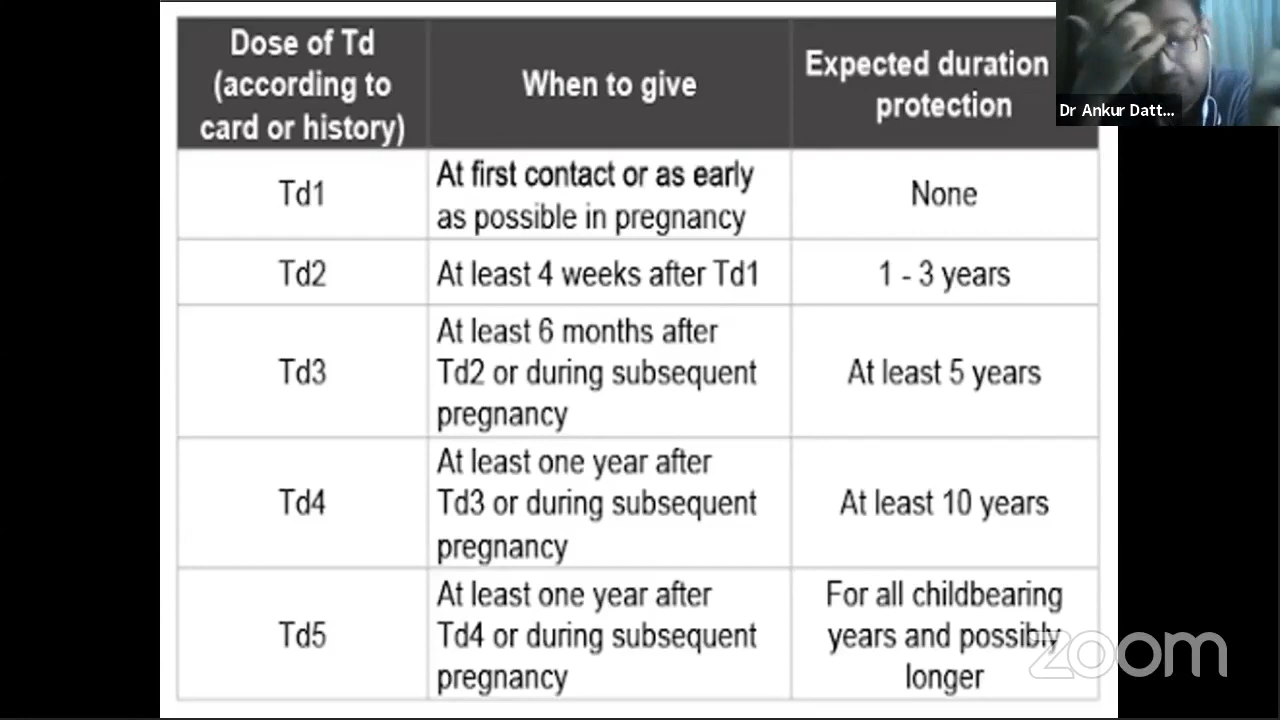 Dose of Td
(according to
card or history)
When to give
Expected duration
protection
Dr Ankur Datt...
Td1
At first contact or as early
as possible in pregnancy
None
Td2
At least 4 weeks after Td1
1 - 3 years
Td3
At least 6 months after
Td2 or during subsequent
pregnancy
At least 5 years
Td4
At least one year after
Td3 or during subsequent
pregnancy
At least 10 years
Td5
At least one year after
Td4 or during subsequent
pregnancy
For all childbearing
years and possibly
longer
zoom